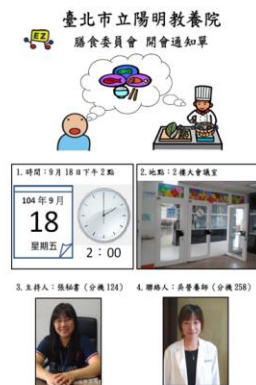 臺北市立陽明教養院
EZ
膳食委員會 開會通知單
1. 時間：9月18日下午2點
104年9月
18
星期五
2：00
2. 地點：2樓大會議室
3. 主持人：張秘書（分機124）
4. 聯絡人：吳營養師（分機258）